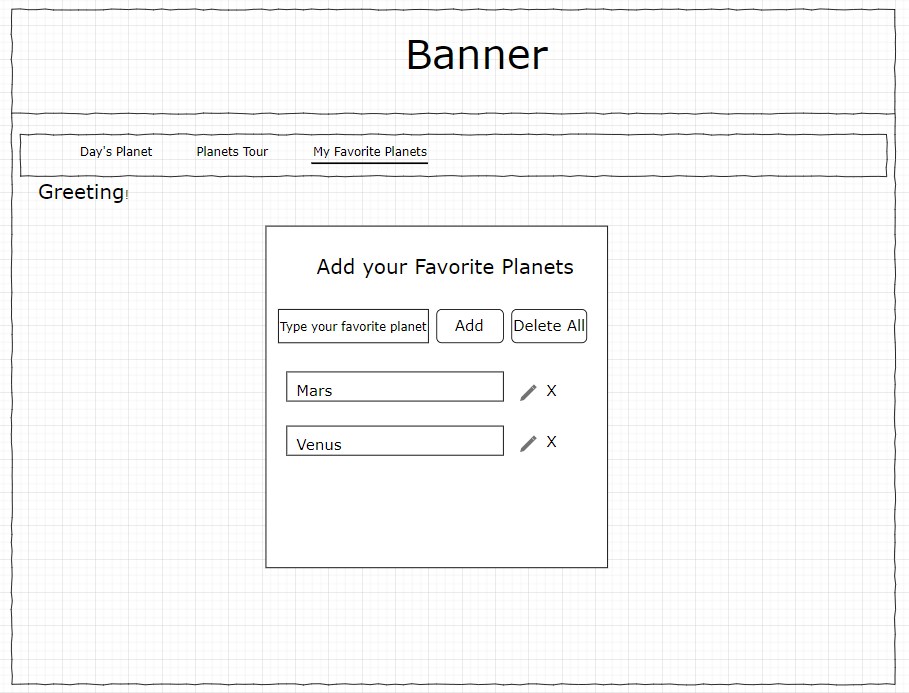 Banner
Day's Planet Planets Tour My Favorite Planets
Greeting!
Add your Favorite Planets
Type your favorite planet Add Delete All
Mars X
Venus X